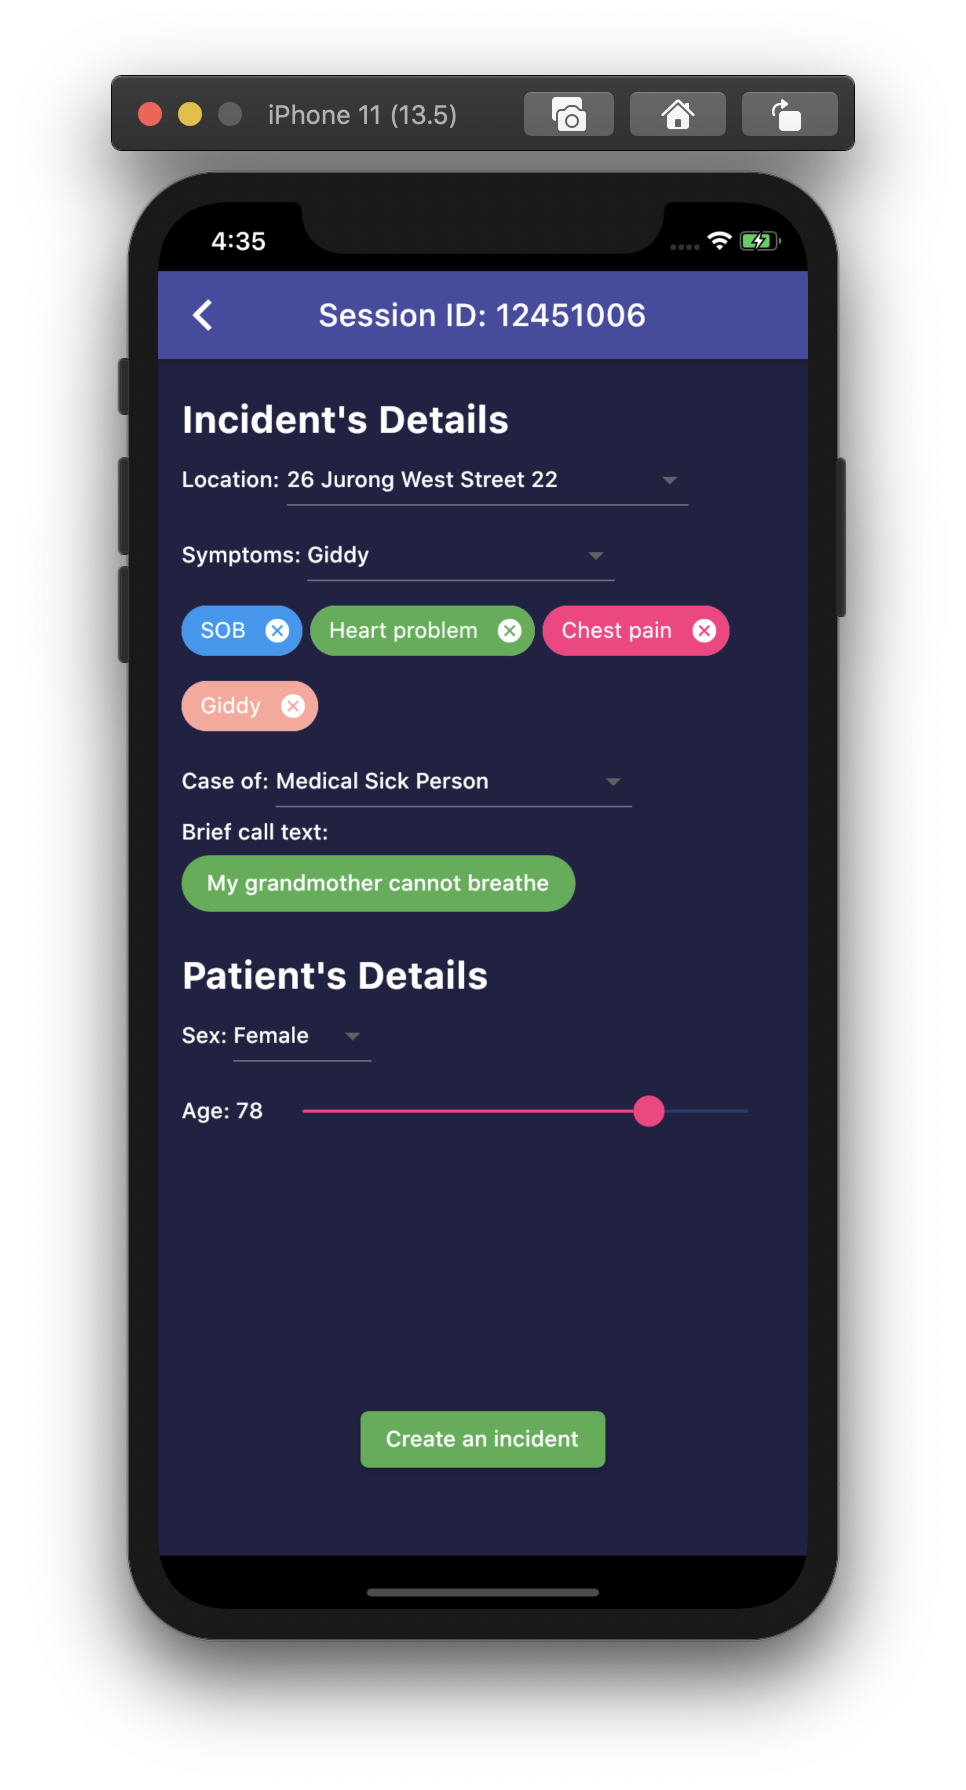 iPhone 11 (13.5)
4:35
Session ID: 12451006
Incident's Details
Location: 26 Jurong West Street 22
Symptoms: Giddy
SOB Heart problem Chest pain
Giddy
Case of: Medical Sick Person
Brief call text:
My grandmother cannot breathe
Patient's Details
Sex: Female
Age: 78
Create an incident